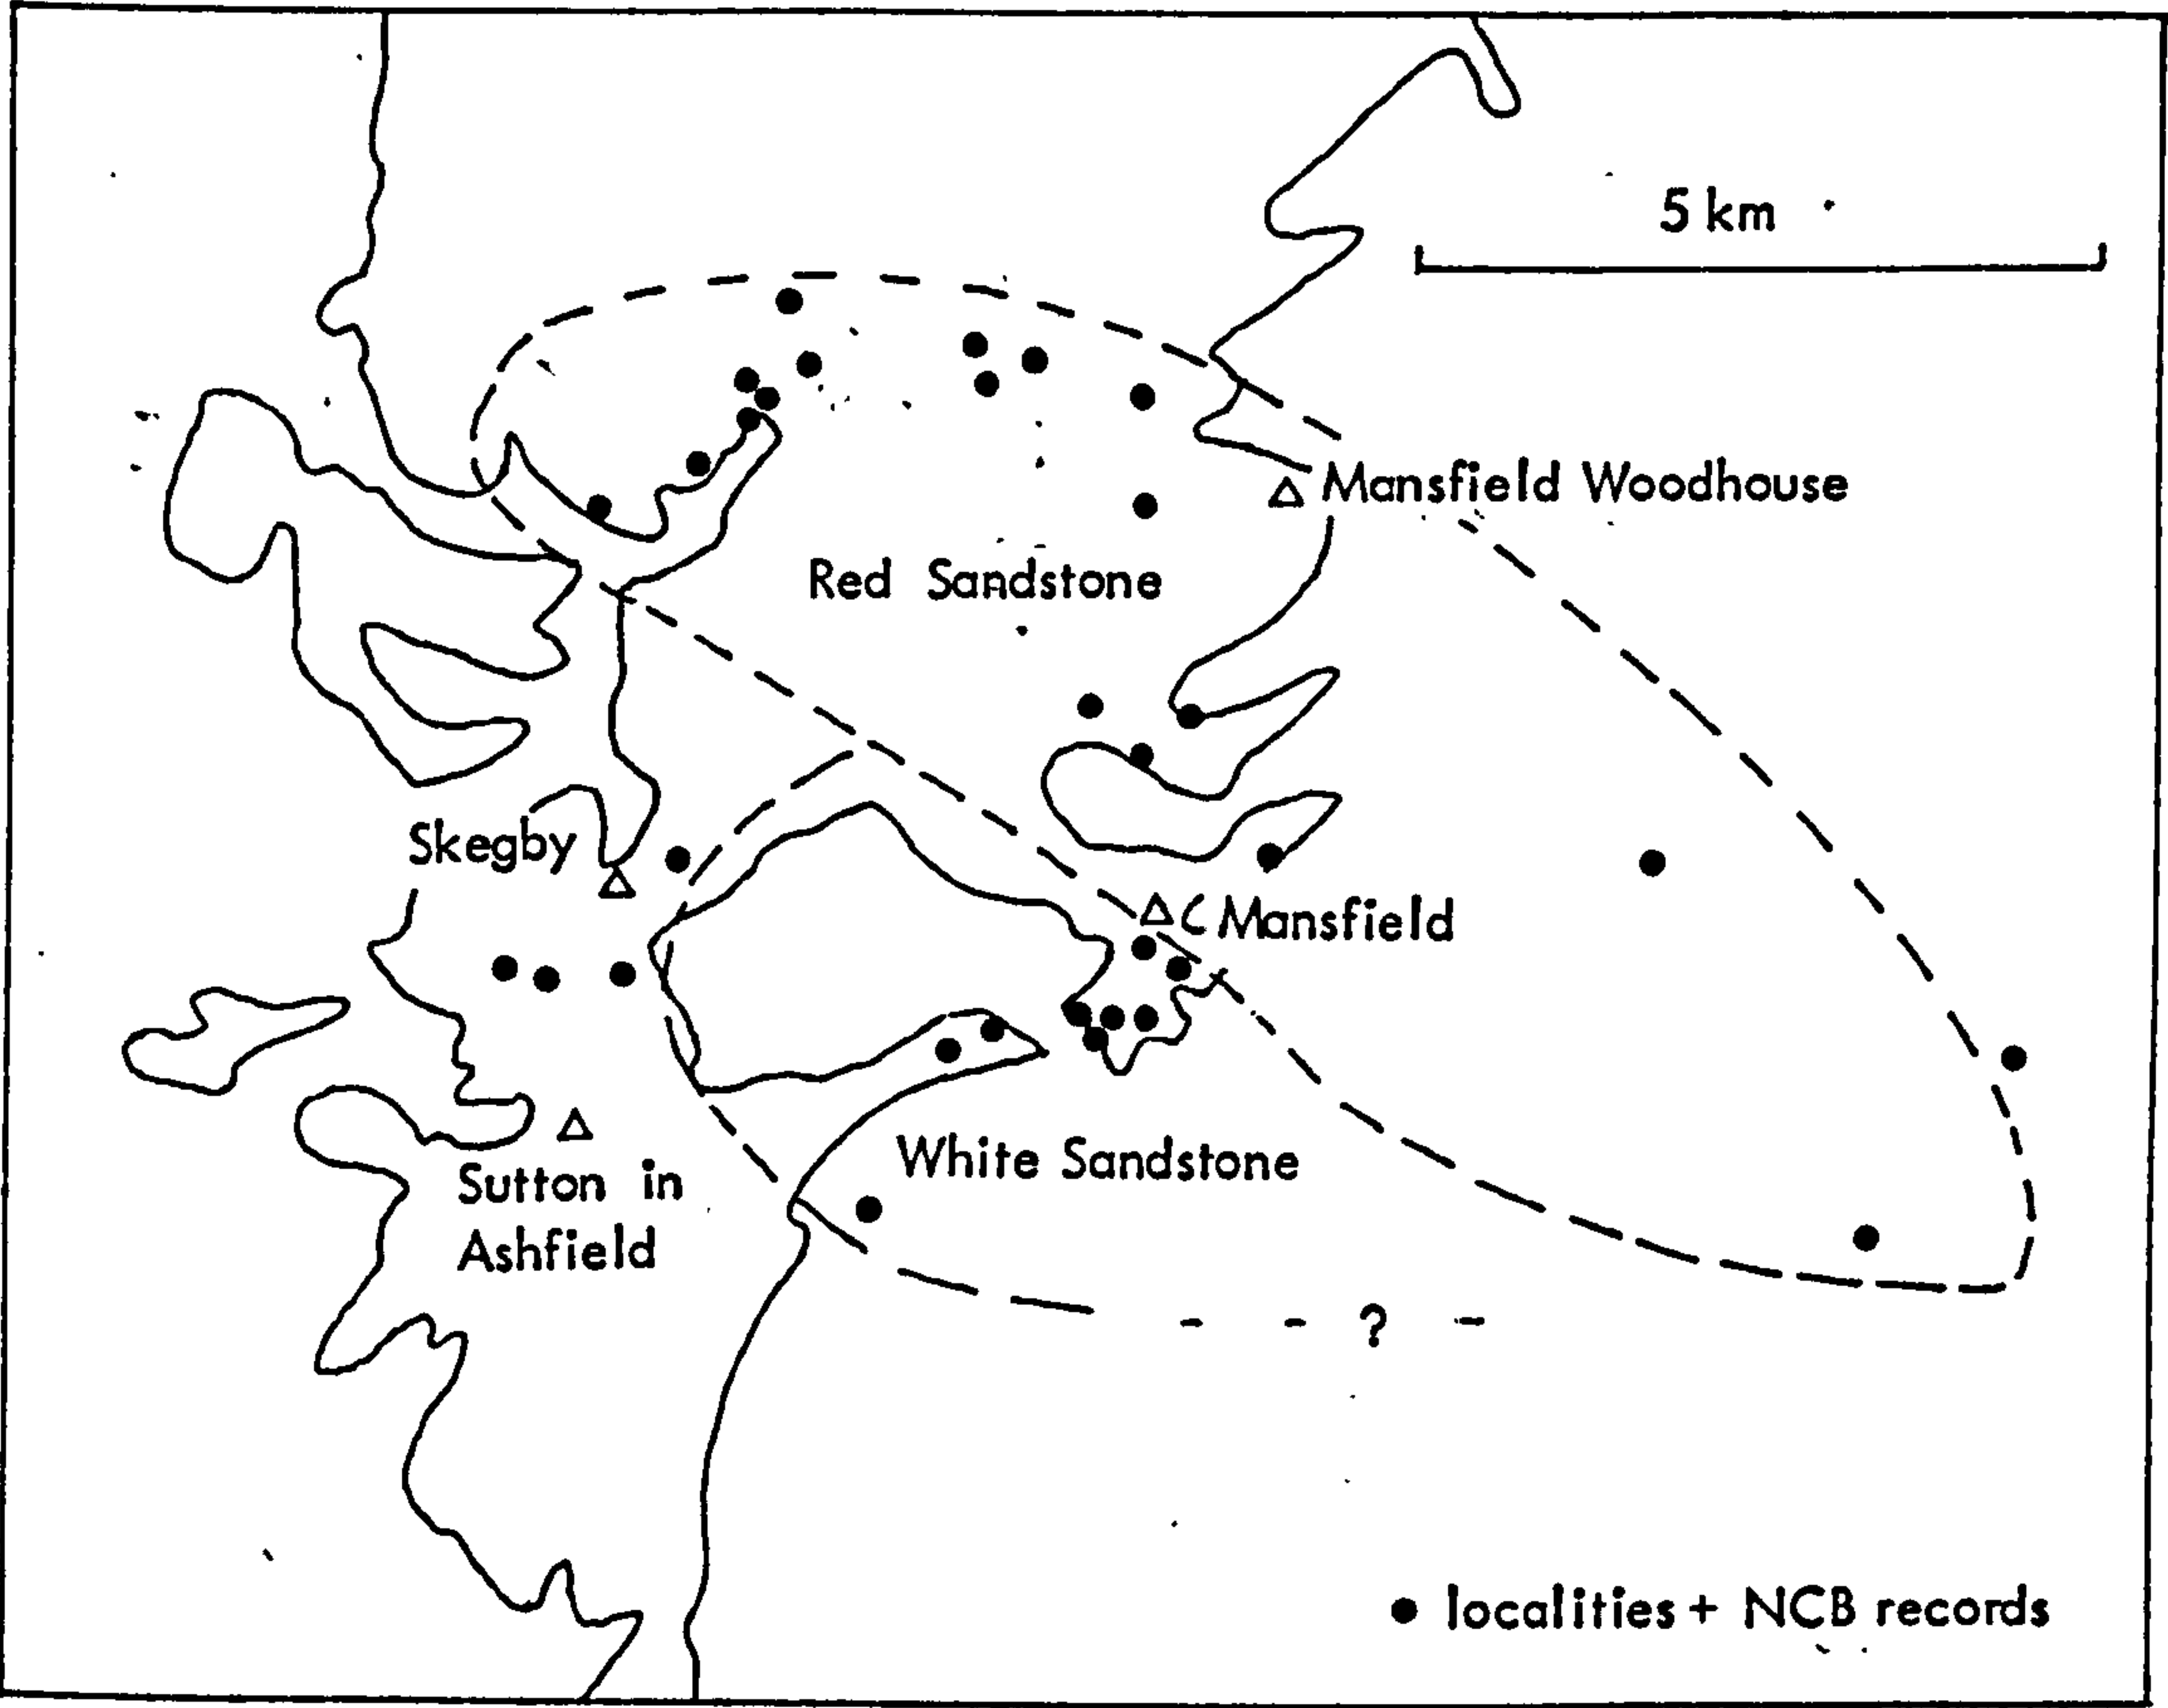 5 km
Mansfield Woodhouse
Red Sandstone
Skegby
Mansfield
White Sandstone
Sutton in
Ashfield
?
localities + NCB records